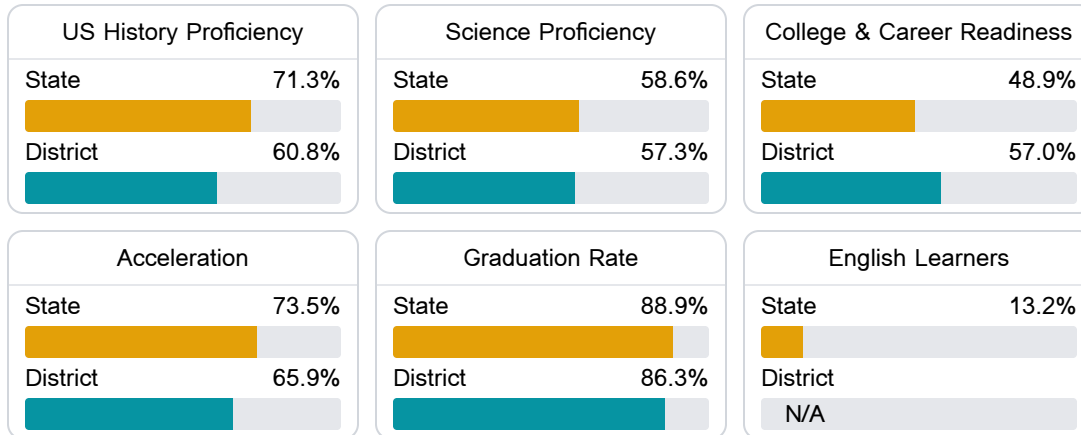 US History Proficiency
State 71.3%
District 60.8%
Science Proficiency
State 58.6%
District 57.3%
College & Career Readiness
State 48.9%
District 57.0%
Acceleration
State 73.5%
District 65.9%
Graduation Rate
State 88.9%
District 86.3%
English Learners
State 13.2%
District
N/A